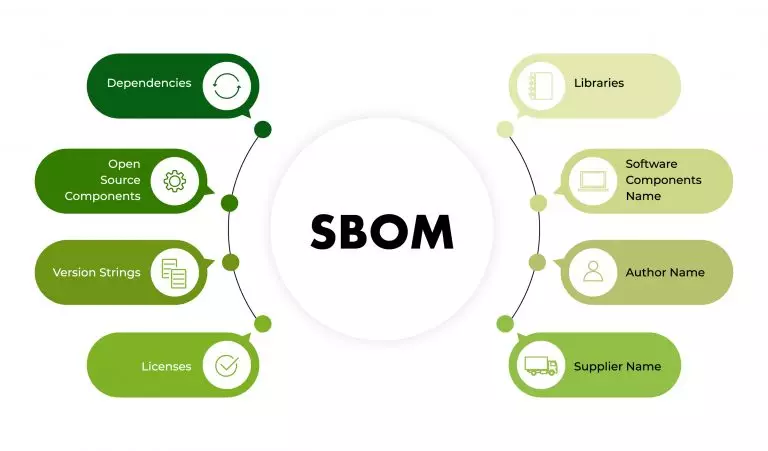 Dependencies
Open
Source
Components
Version Strings
Licenses
SBOM
Libraries
Software
Components
Name
Author Name
Supplier Name